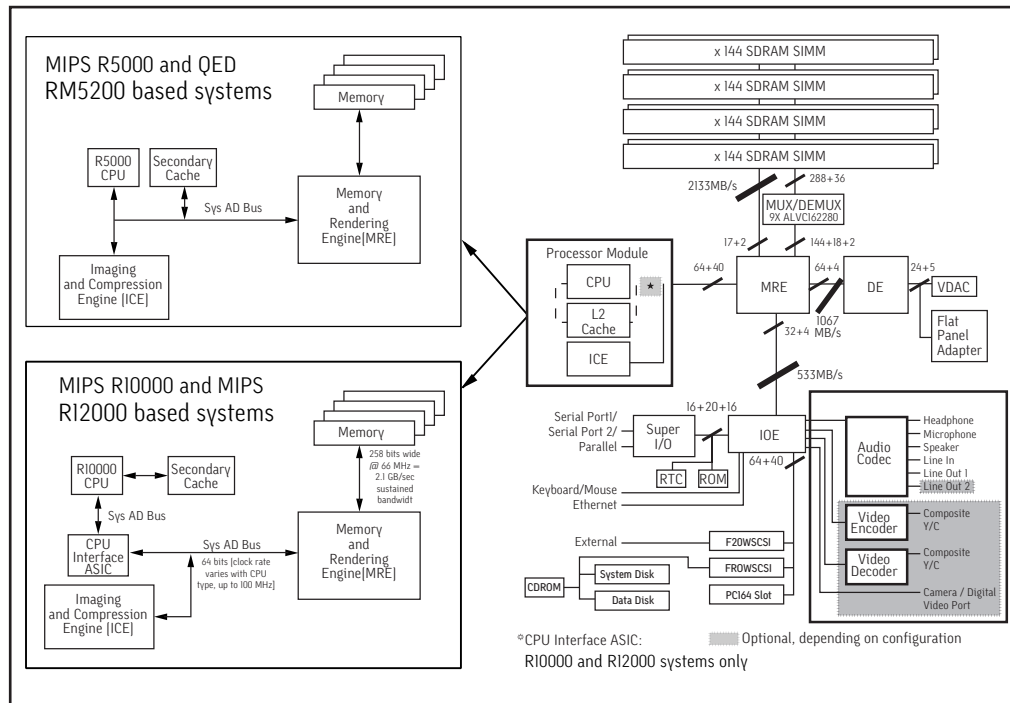 MIPS R5000 and QED
RM5200 based systems
Memory
R5000
CPU
Secondary
Cache
Sys AD Bus
Memory
and
Rendering
Engine[MRE]
Imaging
and Compression
Engine [ICE]
MIPS R10000 and MIPS
R12000 based systems
Memory
258 bits wide
@ 66 MHz =
2.1 GB/sec
sustained
bandwidt
R10000
CPU
Secondary
Cache
Sys AD Bus
CPU
Interface
ASIC
Sys AD Bus
64 bits [clock rate
varies with CPU
type, up to 100 MHz]
Memory
and
Rendering
Engine[MRE]
Imaging
and Compression
Engine [ICE]
Processor Module
CPU
★
L2
Cache
ICE
x 144 SDRAM SIMM
x 144 SDRAM SIMM
x 144 SDRAM SIMM
x 144 SDRAM SIMM
2133MB/s
288+36
MUX/DEMUX
9X ALVC162280
17+2
144+18+2
64+40
MRE
64+4
DE
24+5
VDAC
1067
MB/s
Flat
Panel
Adapter
32+4
533MB/s
Serial Port1/
Serial Port 2/
Parallel
Super
I/O
16+20+16
IOE
64+40
RTC
ROM
Keyboard/Mouse
Ethernet
External
F20WSCSI
CDROM
System Disk
Data Disk
FR0WSCSI
PCI64 Slot
Audio
Codec
Headphone
Microphone
Speaker
Line In
Line Out 1
Line Out 2
Video
Encoder
Composite
Y/C
Video
Decoder
Composite
Y/C
Camera / Digital
Video Port
*CPU Interface ASIC:
R10000 and R12000 systems only
Optional, depending on configuration